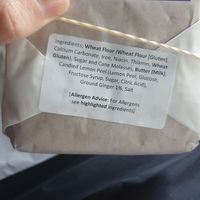 Ingredients: Wheat Flour (Wheat Flour [Gluten]
Calcium Carbonate, Iron, Niacin, Thiamin, Wheat
Gluten), Sugar and Cane Molasses, Butter (Milk)
Candied Lemon Peel (Lemon Peel, Glucose,
Fructose Syrup, Sugar, Citric Acid),
Ground Ginger 1%, Salt
[Allergen Advice: For Allergens
see highlighted ingredients]